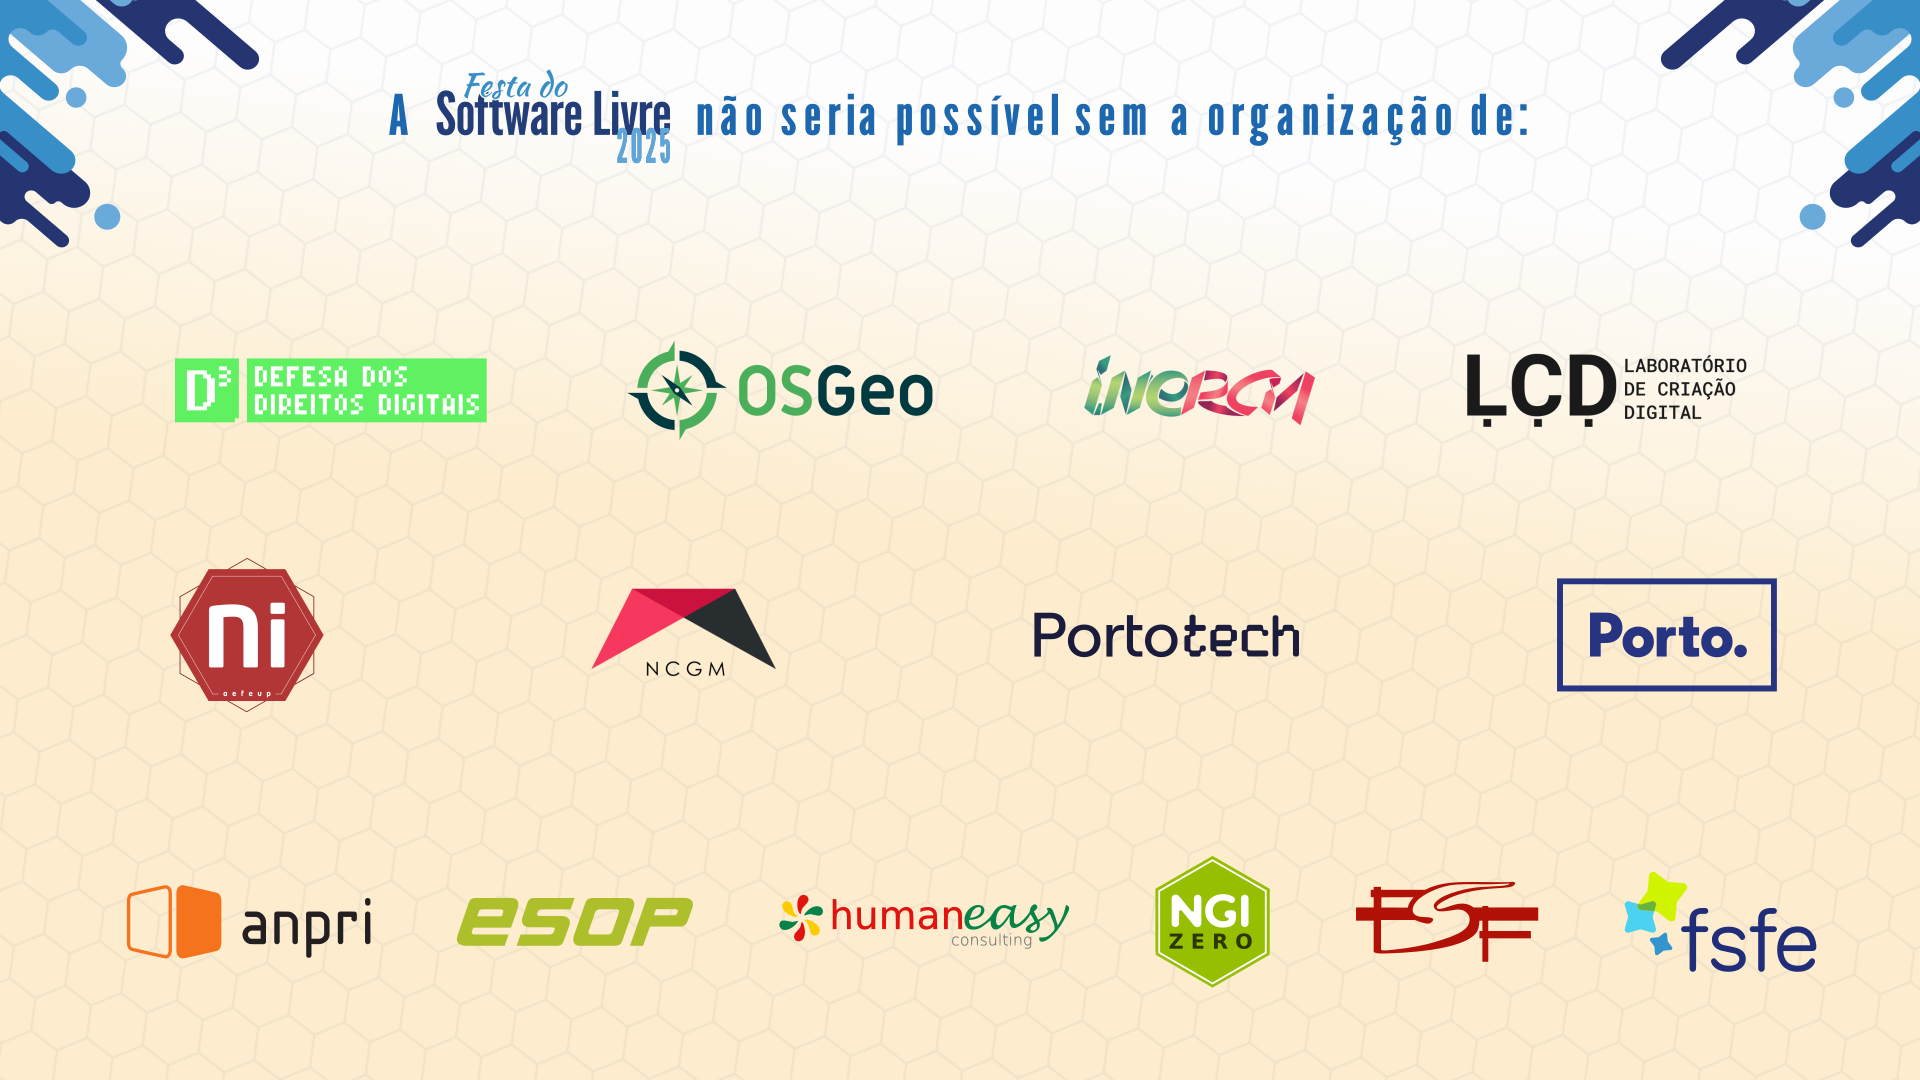 A Festa do Software Livre 2025 não seria possível sem a organização de:
D3 DEFESA DOS
DIREITOS DIGITAIS
OSGeo
inercia
LCD LABORATÓRIO
DE CRIAÇÃO
DIGITAL
ni
aefeup
NCGM
Portotech
Porto.
anpri
esop
humaneasy
consulting
NGI
ZERO
FSF
fsfe